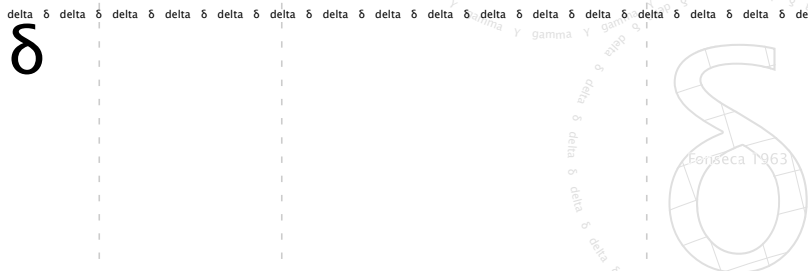 delta δ delta δ delta δ delta δ delta δ delta δ delta δ delta δ delta δ delta δ delta δ delta δ delta δ delta δ delta δ de
δ
γ gamma γ gamma γ gamma
δ delta δ delta δ delta δ delta δ delta δ
δ
Fonseca 1963